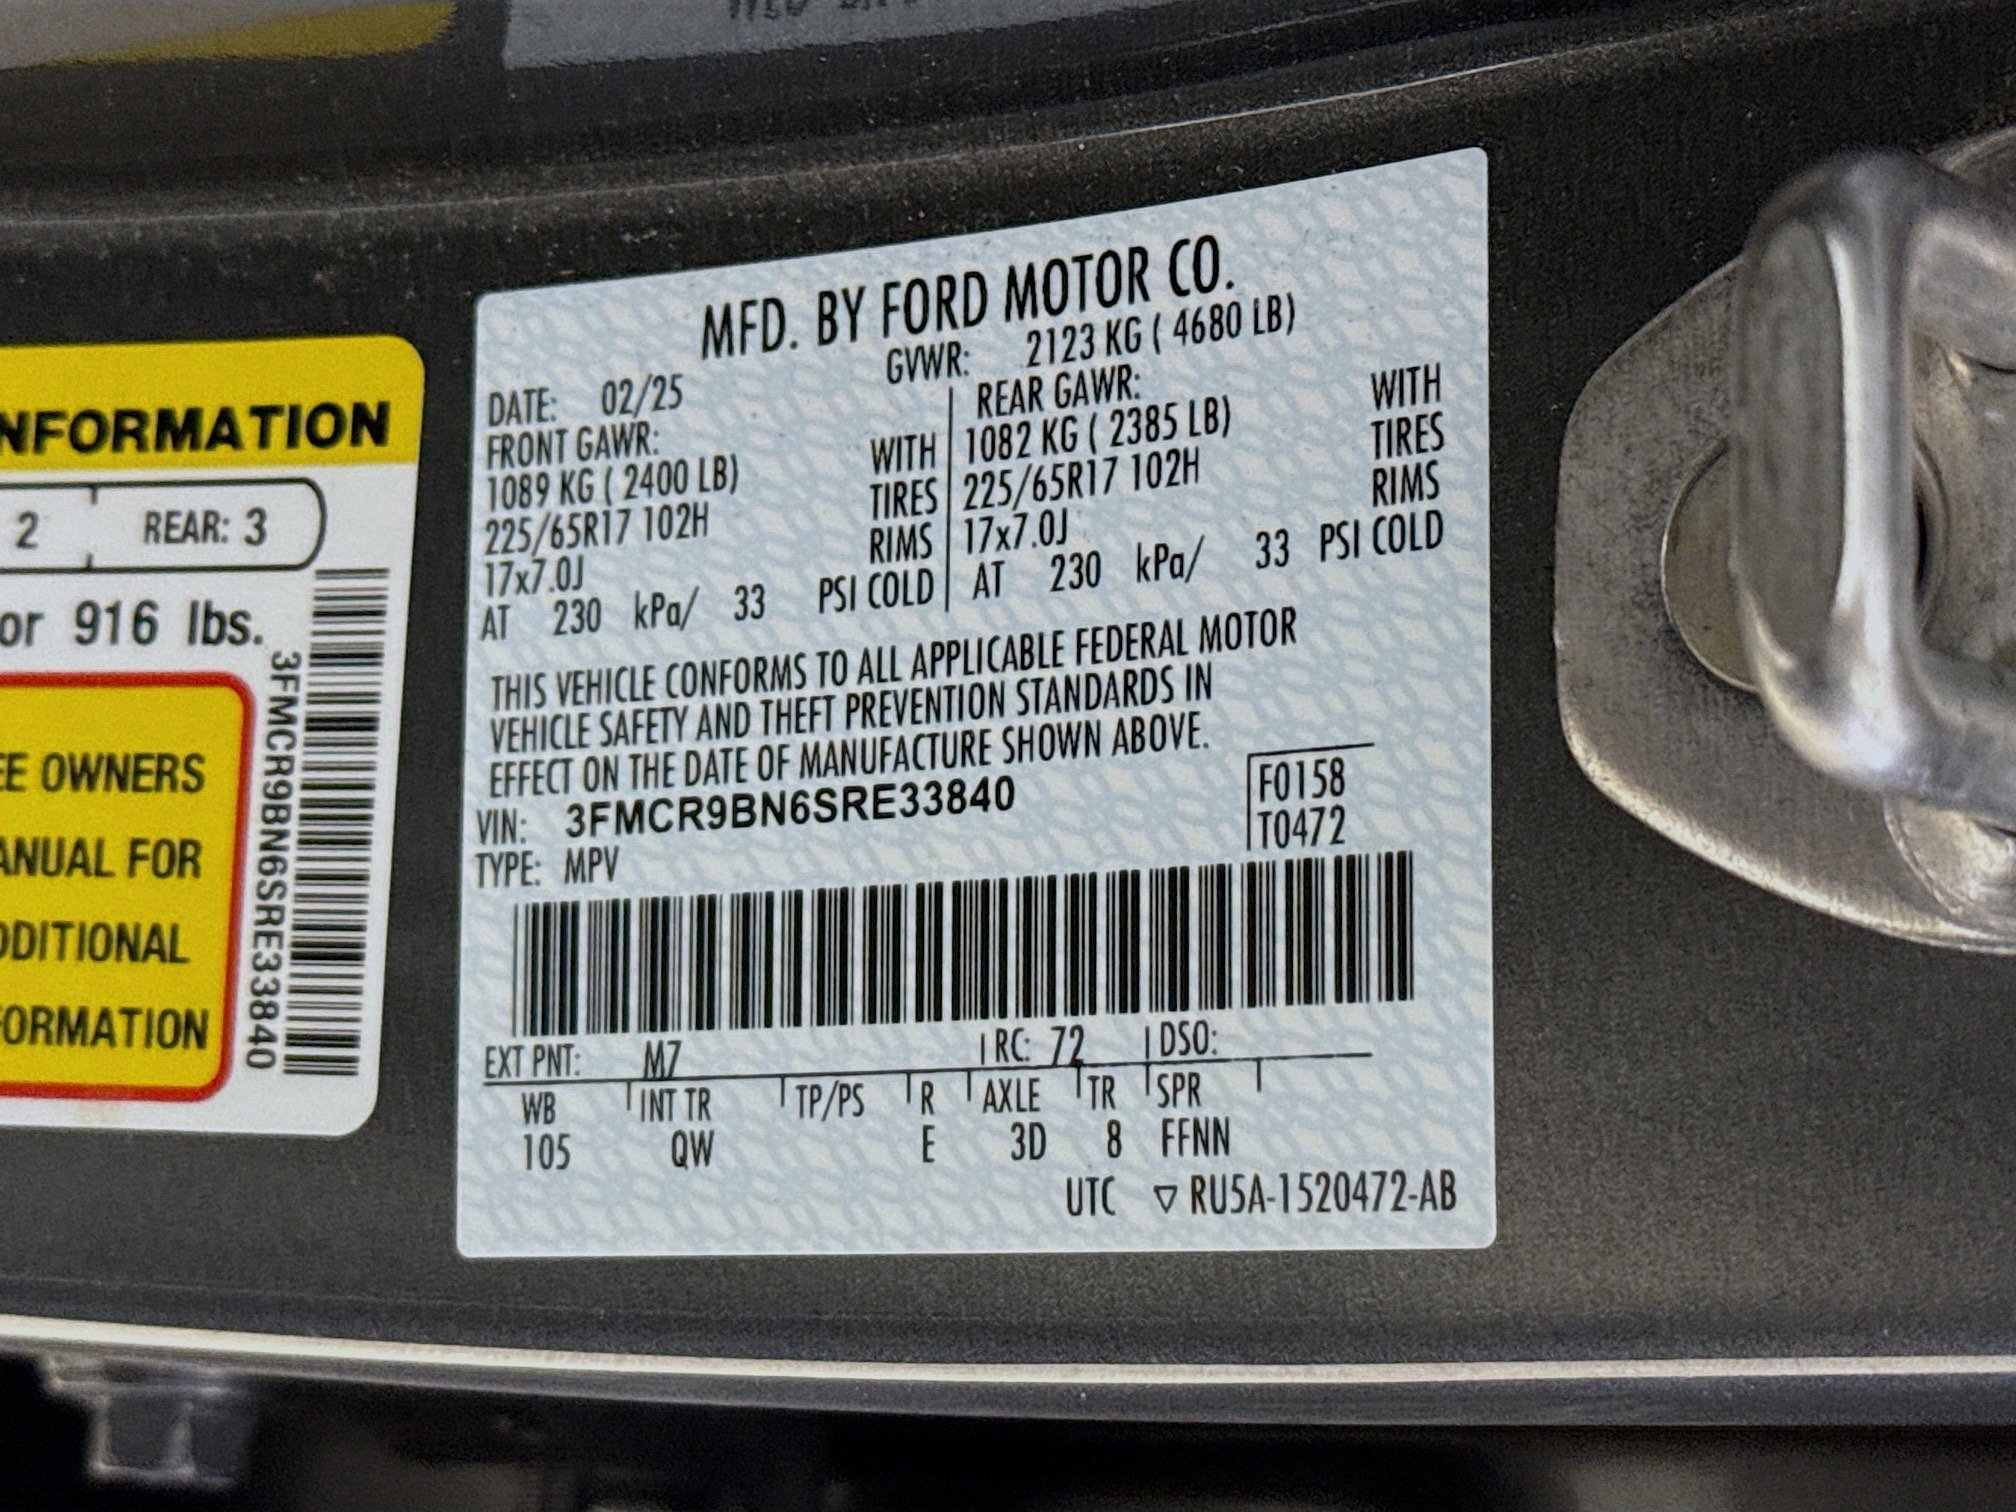 NFORMATION
2 REAR: 3
or 916 lbs.
EE OWNERS
ANUAL FOR
DDITIONAL
FORMATION
3FMCR9BN6SRE33840
MFD. BY FORD MOTOR CO.
DATE: 02/25 GVWR: 2123 KG ( 4680 LB)
FRONT GAWR: REAR GAWR:
1089 KG ( 2400 LB) WITH 1082 KG ( 2385 LB) WITH
225/65R17 102H TIRES 225/65R17 102H TIRES
17x7.0J RIMS 17x7.0J RIMS
AT 230 kPa/ 33 PSI COLD AT 230 kPa/ 33 PSI COLD
THIS VEHICLE CONFORMS TO ALL APPLICABLE FEDERAL MOTOR
VEHICLE SAFETY AND THEFT PREVENTION STANDARDS IN
EFFECT ON THE DATE OF MANUFACTURE SHOWN ABOVE.
VIN: 3FMCR9BN6SRE33840 F0158
TYPE: MPV T0472
EXT PNT: M7 RC: 72 DSO:
WB INT TR TP/PS R AXLE TR SPR
105 QW E 3D 8 FFNN
UTC ▽ RU5A-1520472-AB